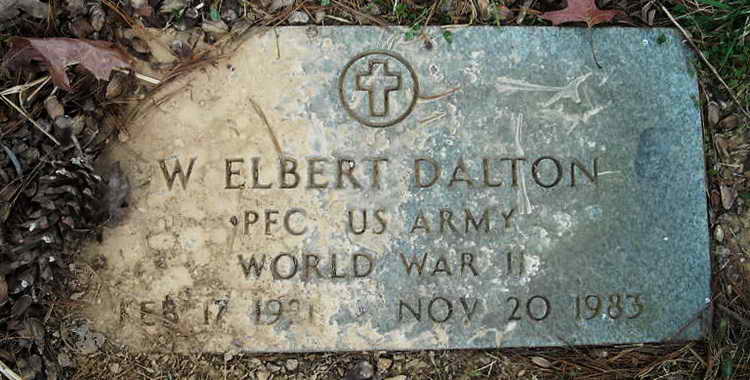 W ELBERT DALTON
PFC US ARMY
WORLD WAR II
FEB 17 NOV 20 1983